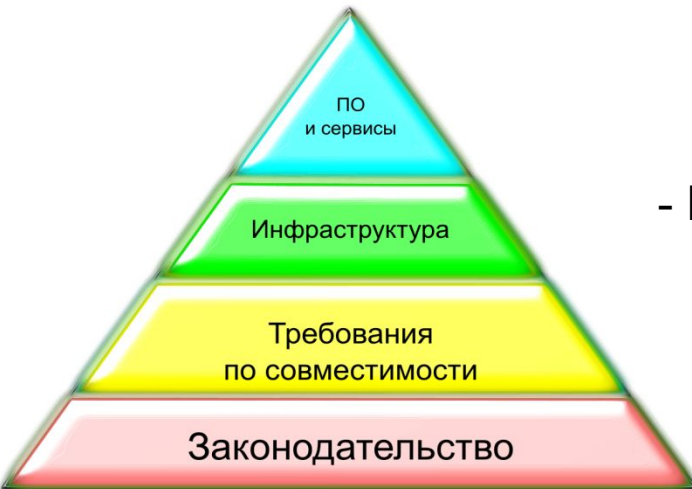 ПО
и сервисы
Инфраструктура
Требования
по совместимости
Законодательство